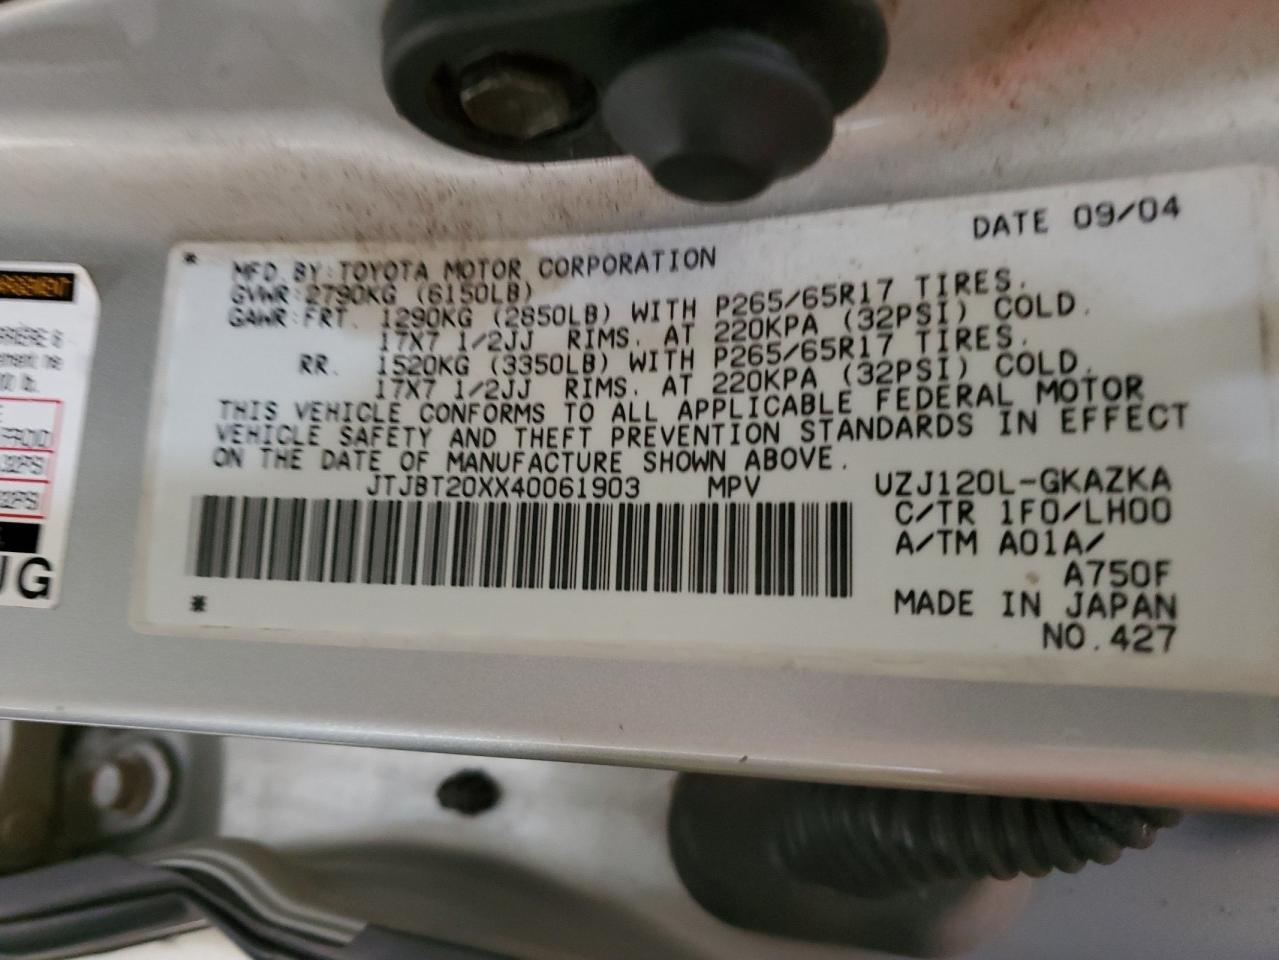 DATE 09/04
MFD. BY: TOYOTA MOTOR CORPORATION
GVWR: 2790KG (6150LB)
GAWR: FRT. 1290KG (2850LB) WITH P265/65R17 TIRES.
17X7 1/2JJ RIMS. AT 220KPA (32PSI) COLD.
RR. 1520KG (3350LB) WITH P265/65R17 TIRES.
17X7 1/2JJ RIMS. AT 220KPA (32PSI) COLD.
THIS VEHICLE CONFORMS TO ALL APPLICABLE FEDERAL MOTOR
VEHICLE SAFETY AND THEFT PREVENTION STANDARDS IN EFFECT
ON THE DATE OF MANUFACTURE SHOWN ABOVE.
JTJBT20XX40061903 MPV
UZJ120L-GKAZKA
C/TR 1F0/LH00
A/TM A01A/
A750F
MADE IN JAPAN
NO.427
lb.
32PSI
32PSI
UG